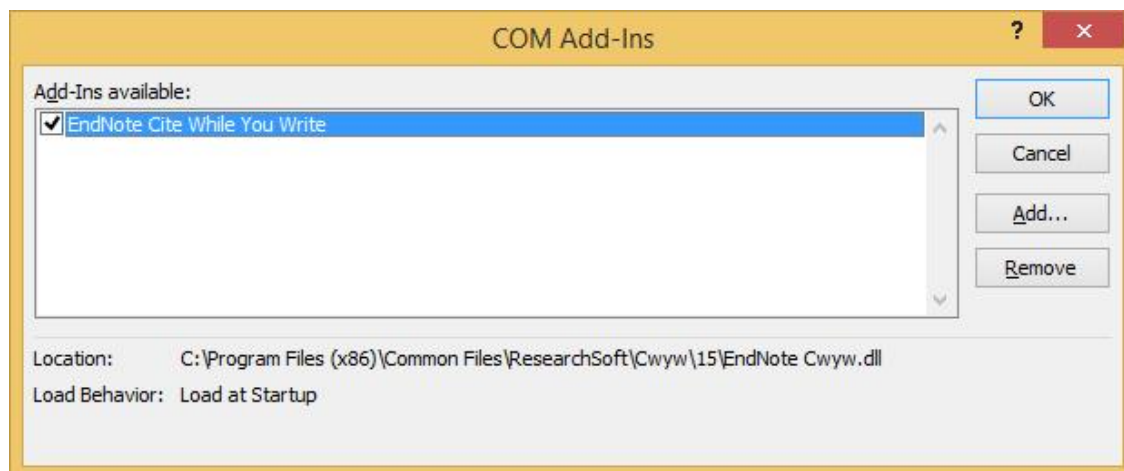 COM Add-Ins
?
Add-Ins available:
EndNote Cite While You Write
OK
Cancel
Add...
Remove
Location: C:\Program Files (x86)\Common Files\ResearchSoft\Cwyw\15\EndNote Cwyw.dll
Load Behavior: Load at Startup